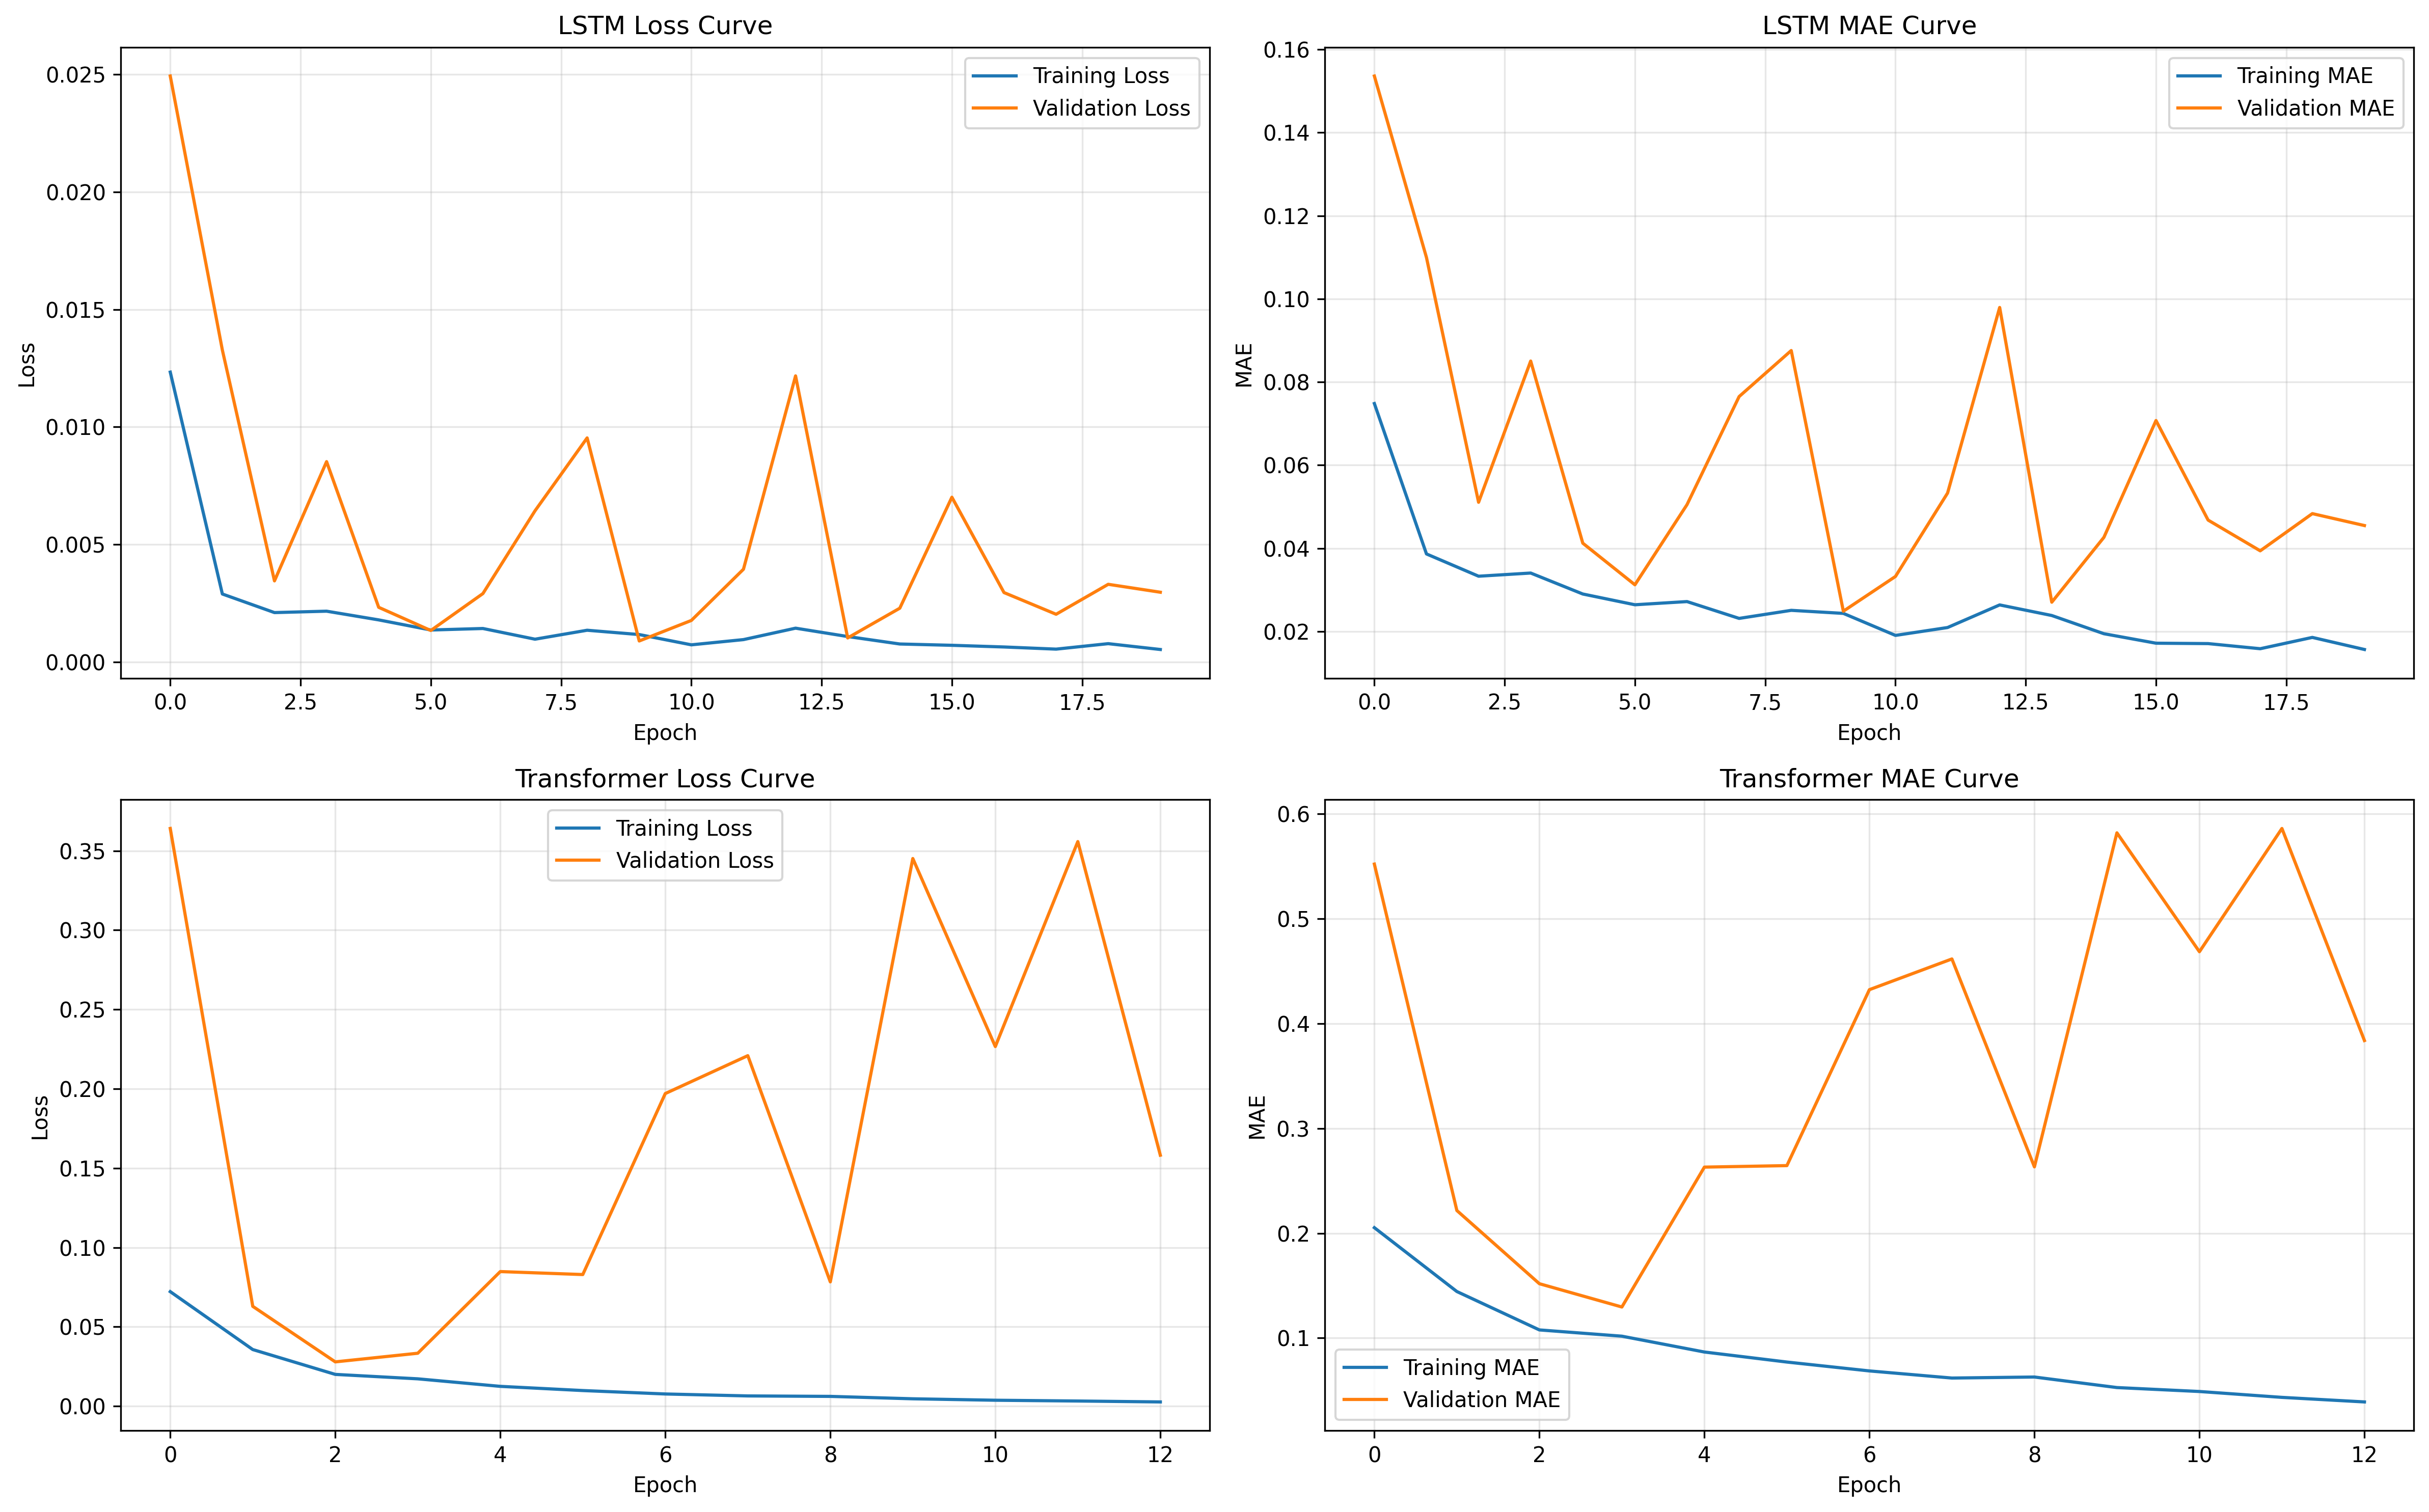 LSTM Loss Curve
Loss
0.025
0.020
0.015
0.010
0.005
0.000
Training Loss
Validation Loss
0.0 2.5 5.0 7.5 10.0 12.5 15.0 17.5
Epoch
LSTM MAE Curve
MAE
0.16
0.14
0.12
0.10
0.08
0.06
0.04
0.02
Training MAE
Validation MAE
0.0 2.5 5.0 7.5 10.0 12.5 15.0 17.5
Epoch
Transformer Loss Curve
Loss
0.35
0.30
0.25
0.20
0.15
0.10
0.05
0.00
Training Loss
Validation Loss
0 2 4 6 8 10 12
Epoch
Transformer MAE Curve
MAE
0.6
0.5
0.4
0.3
0.2
0.1
Training MAE
Validation MAE
0 2 4 6 8 10 12
Epoch